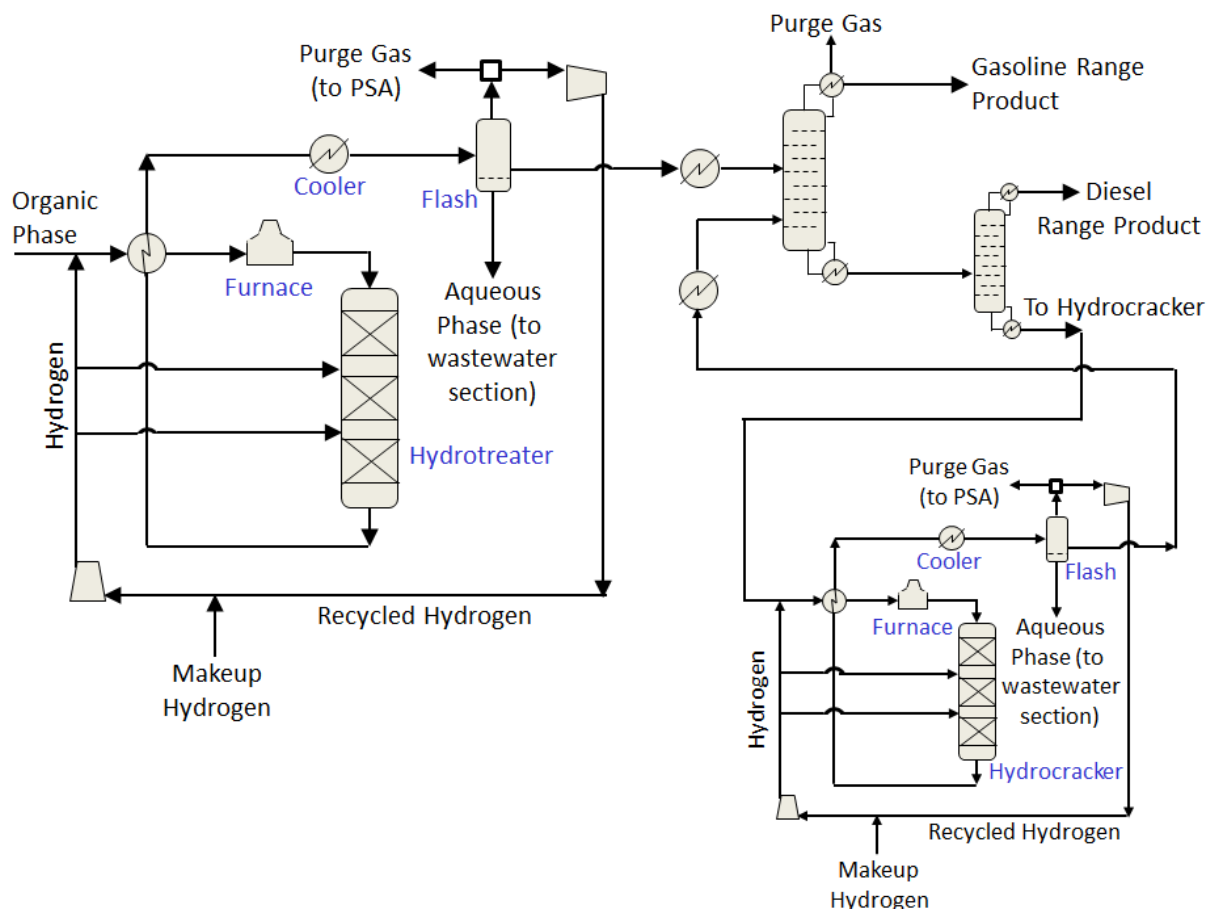 Purge Gas
(to PSA)
Purge Gas
Gasoline Range
Product
Cooler
Flash
Organic
Phase
Furnace
Aqueous
Phase (to
wastewater
section)
Hydrogen
Hydrotreater
Recycled Hydrogen
Makeup
Hydrogen
Diesel
Range Product
To Hydrocracker
Purge Gas
(to PSA)
Cooler
Flash
Furnace
Aqueous
Phase (to
wastewater
section)
Hydrogen
Hydrocracker
Recycled Hydrogen
Makeup
Hydrogen